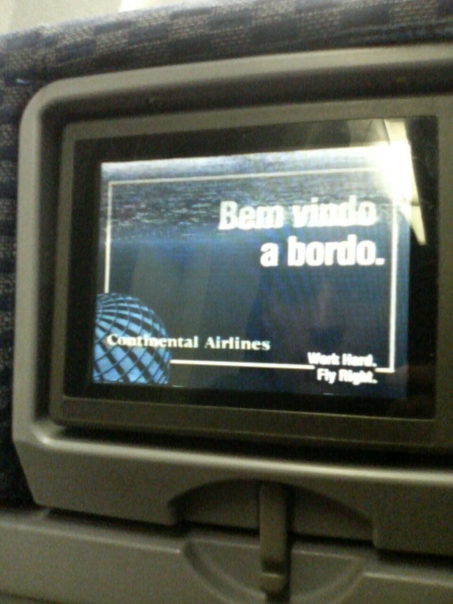 Bem vindo
a bordo.
Continental Airlines
Work Hard.
Fly Right.